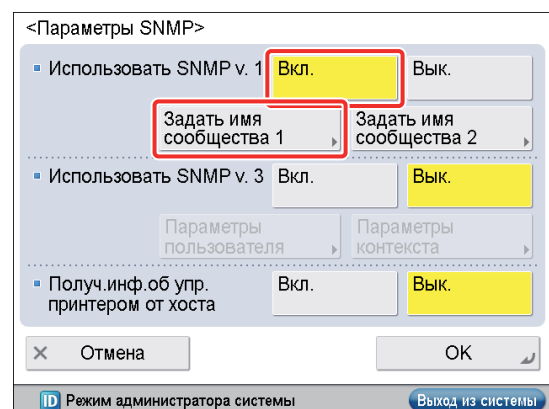 <Параметры SNMP>
Использовать SNMP v. 1 Вкл. Вык.
Задать имя сообщества 1 Задать имя сообщества 2
Использовать SNMP v. 3 Вкл. Вык.
Параметры пользователя Параметры контекста
Получ.инф.об упр. принтером от хоста Вкл. Вык.
× Отмена OK
ID Режим администратора системы Выход из системы